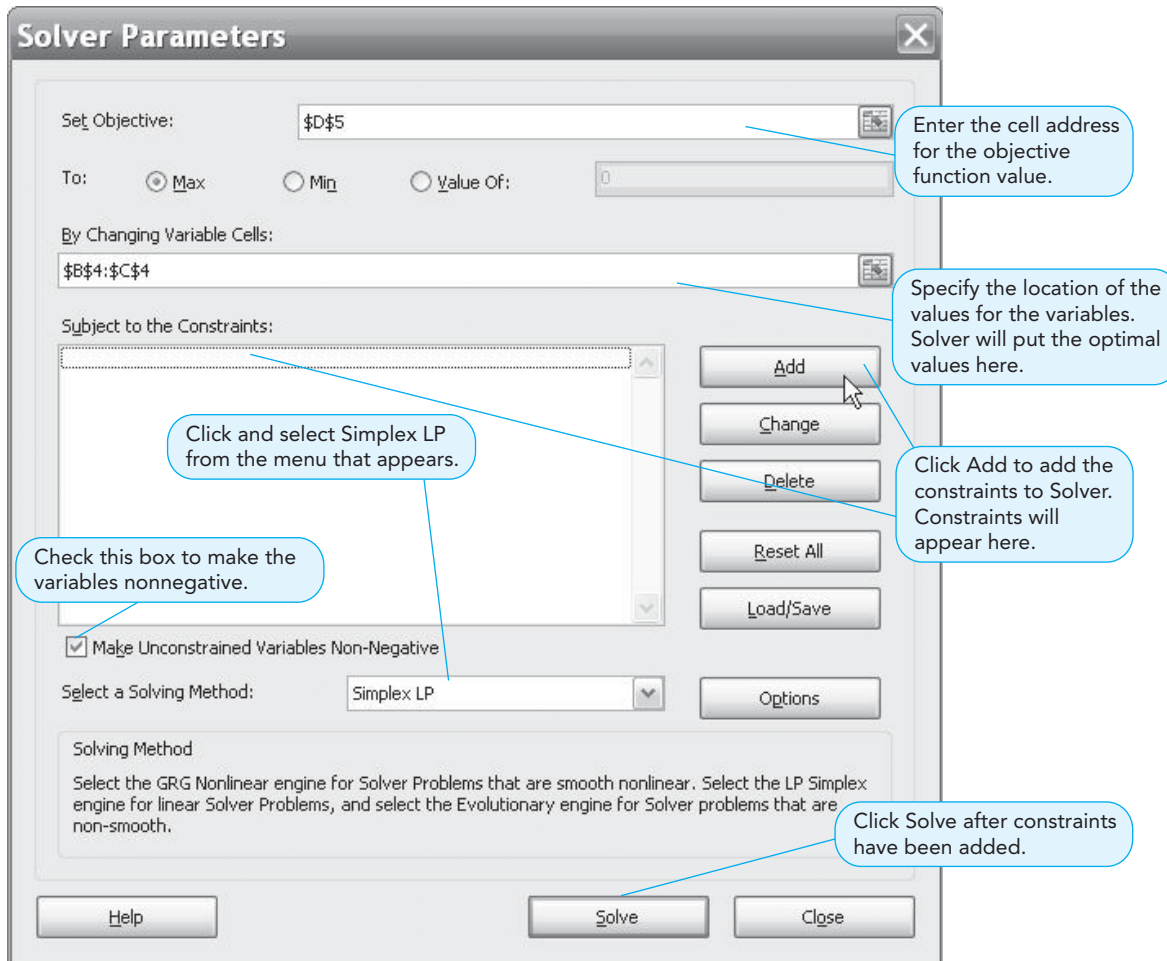 Solver Parameters
Set Objective:
$D$5
Enter the cell address
for the objective
function value.
To:
Max
Min
Value Of:
0
By Changing Variable Cells:
$B$4:$C$4
Specify the location of the
values for the variables.
Solver will put the optimal
values here.
Subject to the Constraints:
Add
Change
Delete
Reset All
Load/Save
Click Add to add the
constraints to Solver.
Constraints will
appear here.
Click and select Simplex LP
from the menu that appears.
Check this box to make the
variables nonnegative.
Make Unconstrained Variables Non-Negative
Select a Solving Method:
Simplex LP
Options
Solving Method
Select the GRG Nonlinear engine for Solver Problems that are smooth nonlinear. Select the LP Simplex
engine for linear Solver Problems, and select the Evolutionary engine for Solver problems that are
non-smooth.
Click Solve after constraints
have been added.
Help
Solve
Close